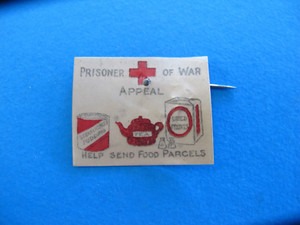 PRISONER OF WAR
APPEAL
TEA
HELP SEND FOOD PARCELS